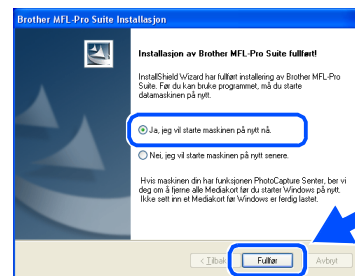 Brother MFL-Pro Suite Installasjon
Installasjon av Brother MFL-Pro Suite fullført!
InstallShield Wizard har fullført installering av Brother MFL-Pro
Suite. Før du kan bruke programmet, må du starte
datamaskinen på nytt.
Ja, jeg vil starte maskinen på nytt nå.
Nei, jeg vil starte maskinen på nytt senere.
Hvis maskinen din har funksjonen PhotoCapture Center, ber vi
deg om å fjerne alle Mediakort før du starter Windows på nytt.
Ikke sett inn et Mediakort før Windows er ferdig lastet.
< Tilbak
Fullfør
Avbryt